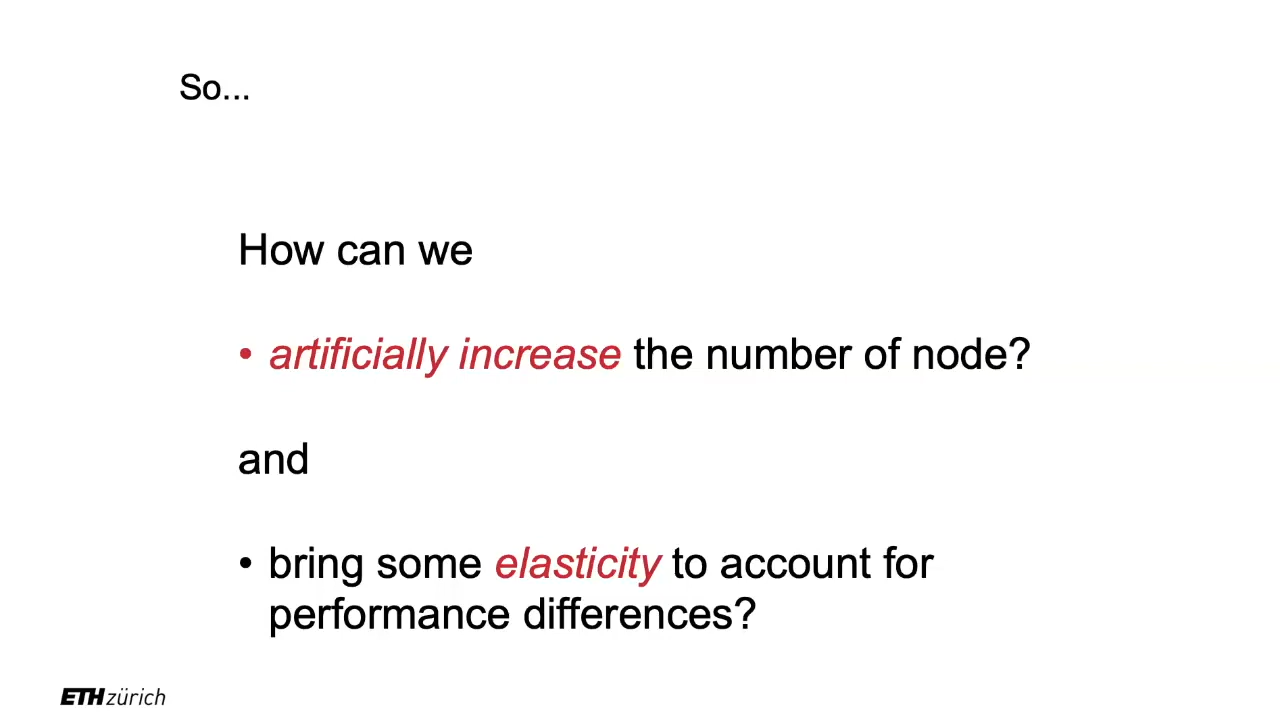 So...
How can we
• artificially increase the number of node?
and
• bring some elasticity to account for
performance differences?
ETH zürich